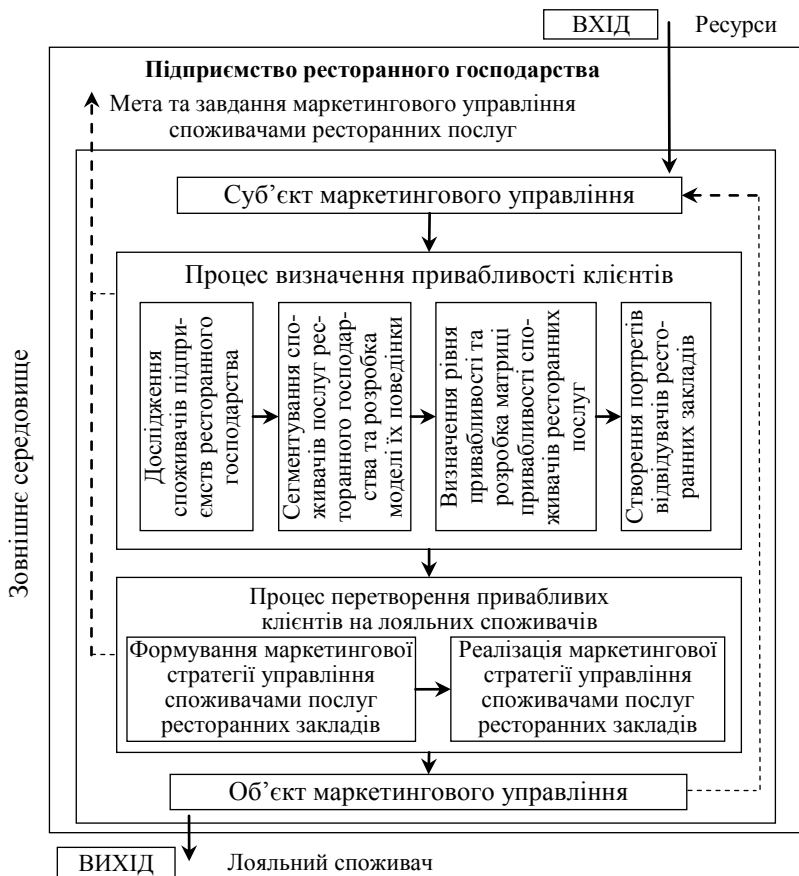 ВХІД
Ресурси
Підприємство ресторанного господарства
Мета та завдання маркетингового управління
споживачами ресторанних послуг
Суб’єкт маркетингового управління
Процес визначення привабливості клієнтів
Дослідження
споживачів підпри-
ємств ресторанного
господарства
Сегментування спо-
живачів послуг рес-
торанного господар-
ства та розробка
моделі їх поведінки
Визначення рівня
привабливості та
розробка матриці
привабливості спо-
живачів ресторанних
послуг
Створення портретів
відвідувачів ресто-
ранних закладів
Зовнішнє середовище
Процес перетворення привабливих
клієнтів на лояльних споживачів
Формування маркетингової
стратегії управління
споживачами послуг
ресторанних закладів
Реалізація маркетингової
стратегії управління
споживачами послуг
ресторанних закладів
Об’єкт маркетингового управління
ВИХІД
Лояльний споживач